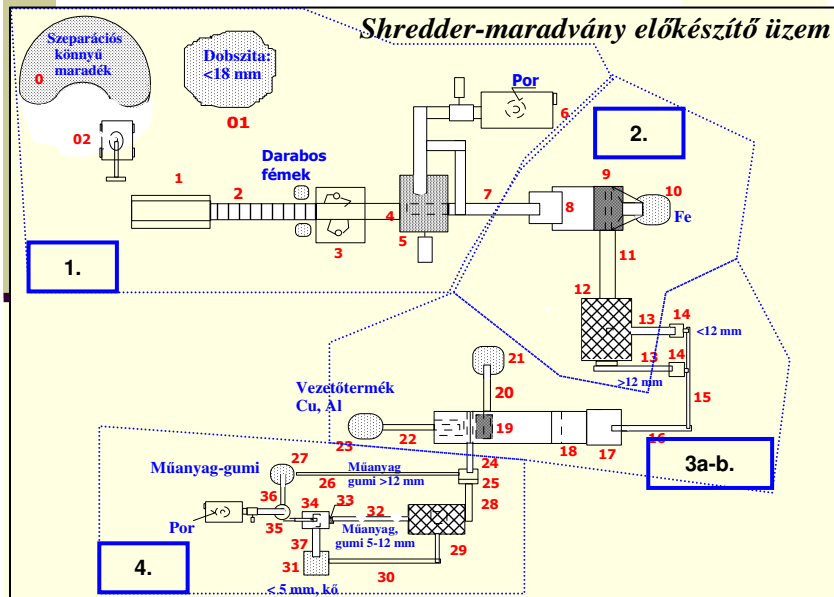 Shredder-maradvány előkészítő üzem
Szeparációs
könnyű
maradék
0
Dobszita:
<18 mm
01
02
Por
6
2.
Darabos
fémek
1
2
3
4
5
7
8
9
10
Fe
11
1.
12
13
14
<12 mm
13
14
>12 mm
15
21
20
Vezetőtermék
Cu, Al
23
22
19
18
17
16
3a-b.
24
25
27
Műanyag-gumi
26
Műanyag
gumi >12 mm
28
36
34
33
32
Műanyag,
gumi 5-12 mm
Por
35
37
29
31
30
4.
< 5 mm, kő